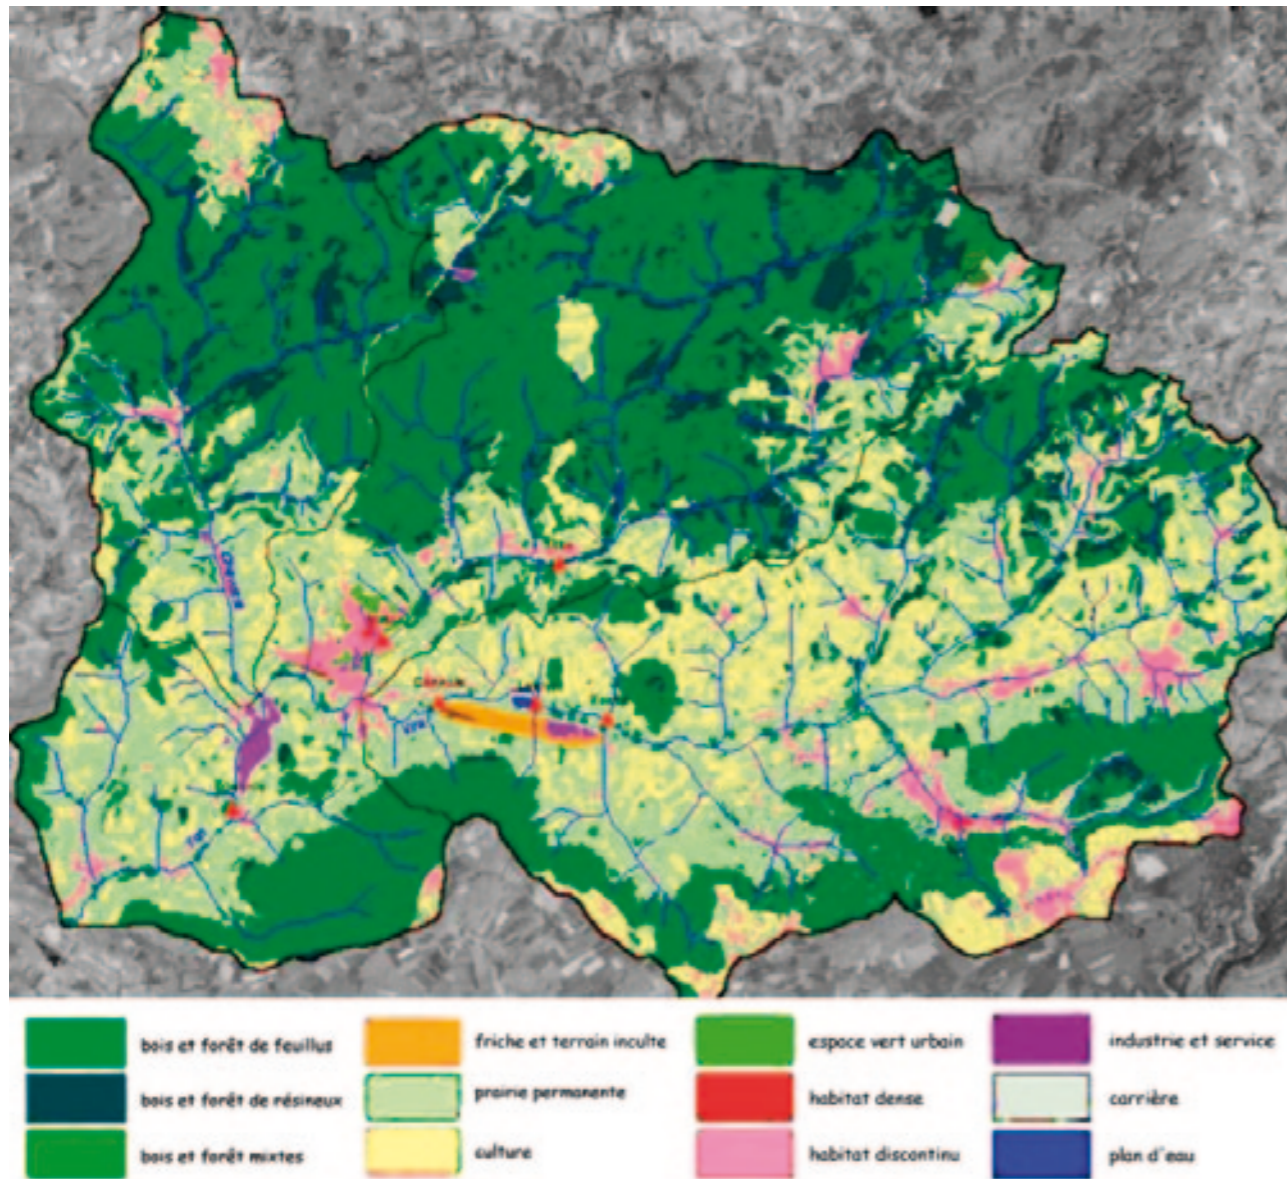 bois et forêt de feuillus
bois et forêt de résineux
bois et forêt mixtes
friche et terrain inculte
prairie permanente
culture
espace vert urbain
habitat dense
habitat discontinu
industrie et service
carrière
plan d'eau